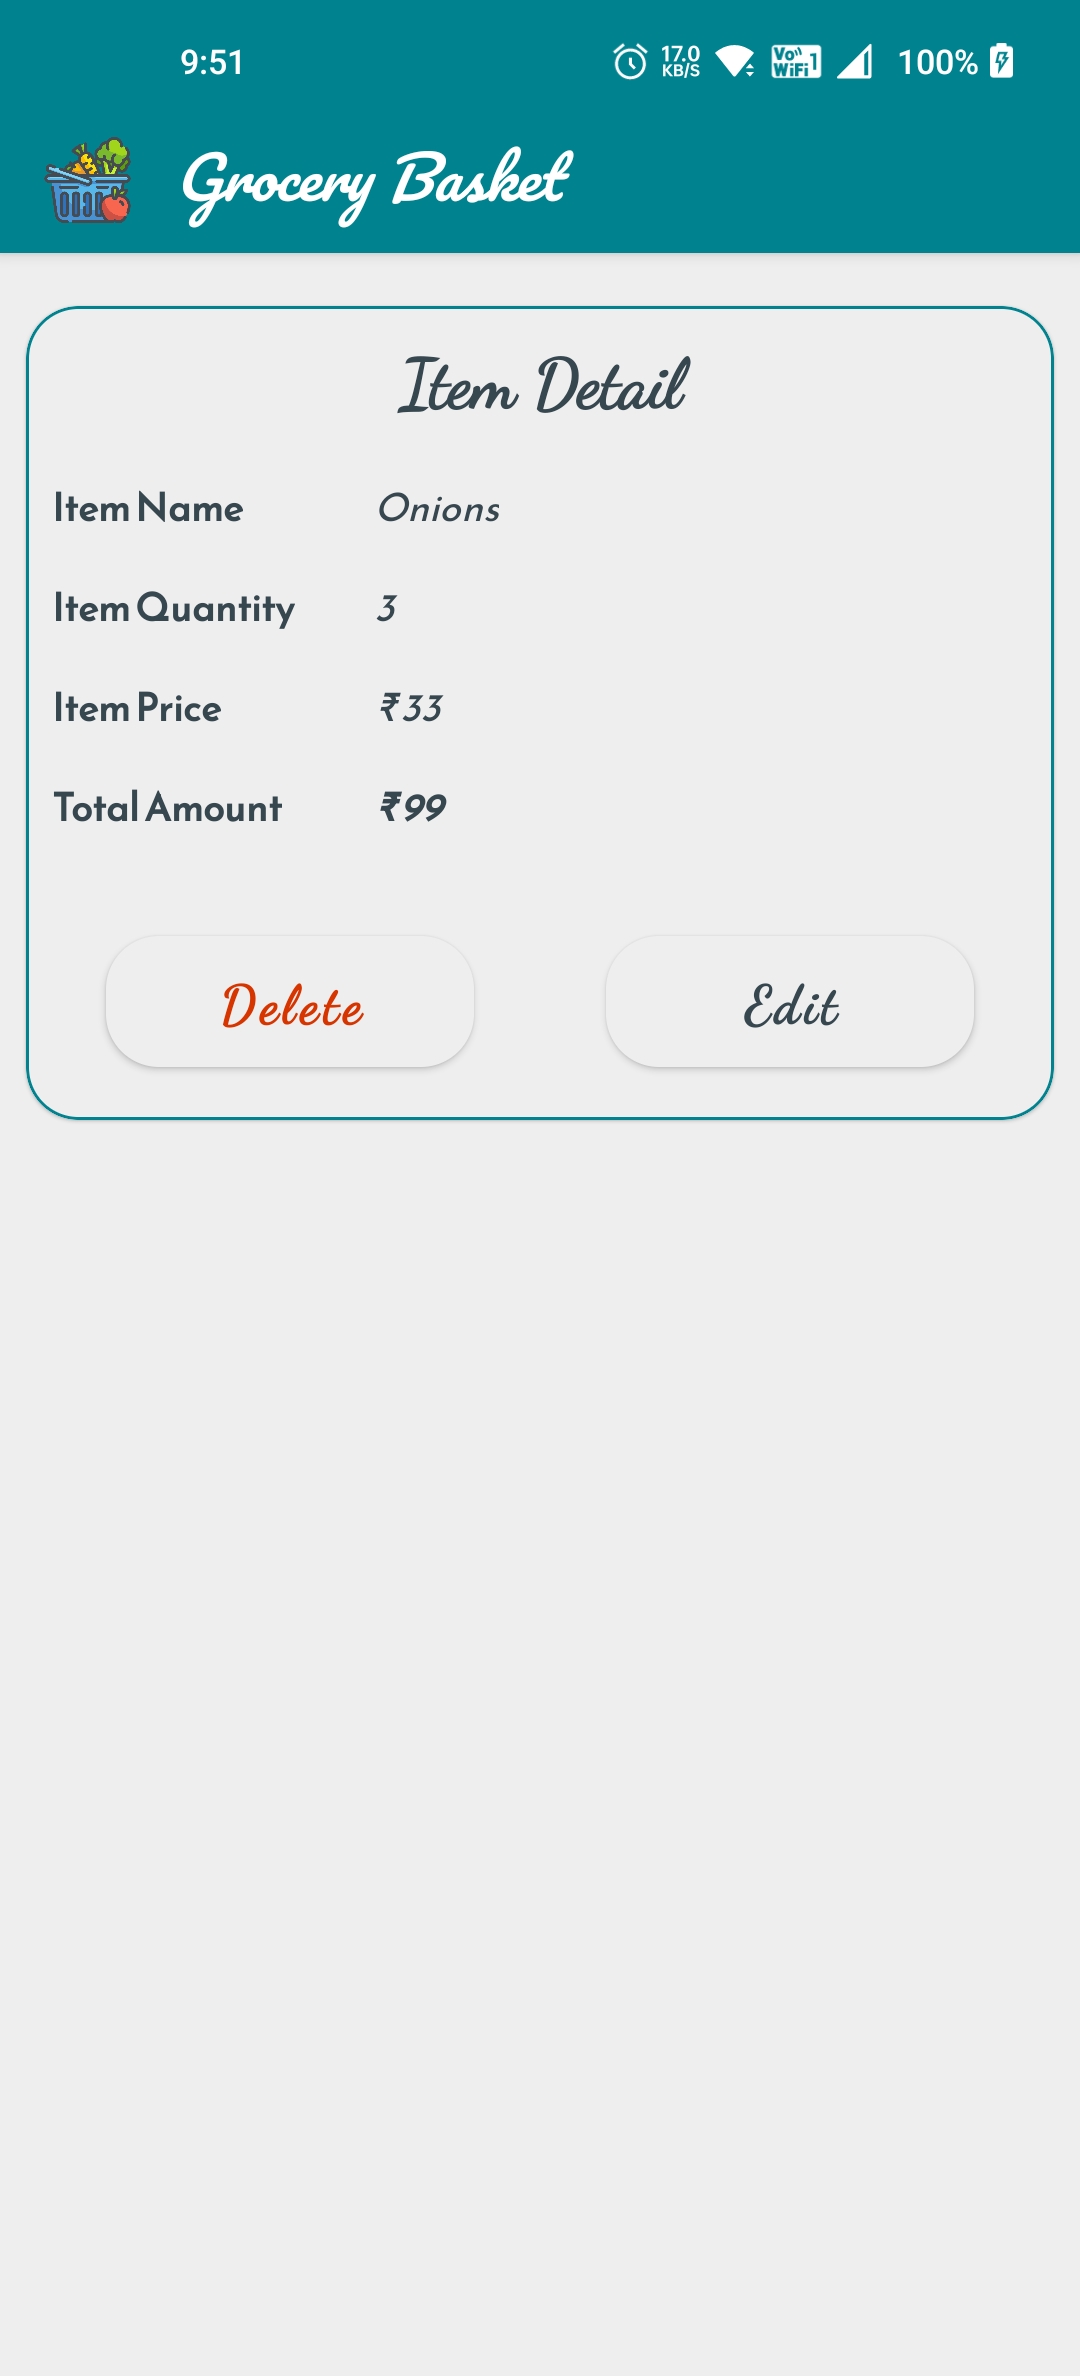 9:51 17.0 KB/S Vo)) WiFi 1 100%
Grocery Basket
Item Detail
Item Name Onions
Item Quantity 3
Item Price ₹33
Total Amount ₹99
Delete Edit